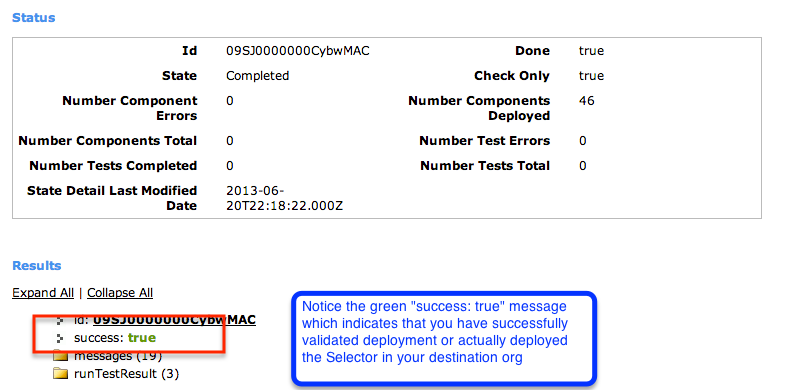 Status
Id 09SJ0000000CybwMAC Done true
State Completed Check Only true
Number Component Errors 0 Number Components Deployed 46
Number Components Total 0 Number Test Errors 0
Number Tests Completed 0 Number Tests Total 0
State Detail Last Modified Date 2013-06-20T22:18:22.000Z
Results
Expand All | Collapse All
id: 09SJ0000000CybwMAC
success: true
messages (19)
runTestResult (3)
Notice the green "success: true" message
which indicates that you have successfully
validated deployment or actually deployed
the Selector in your destination org